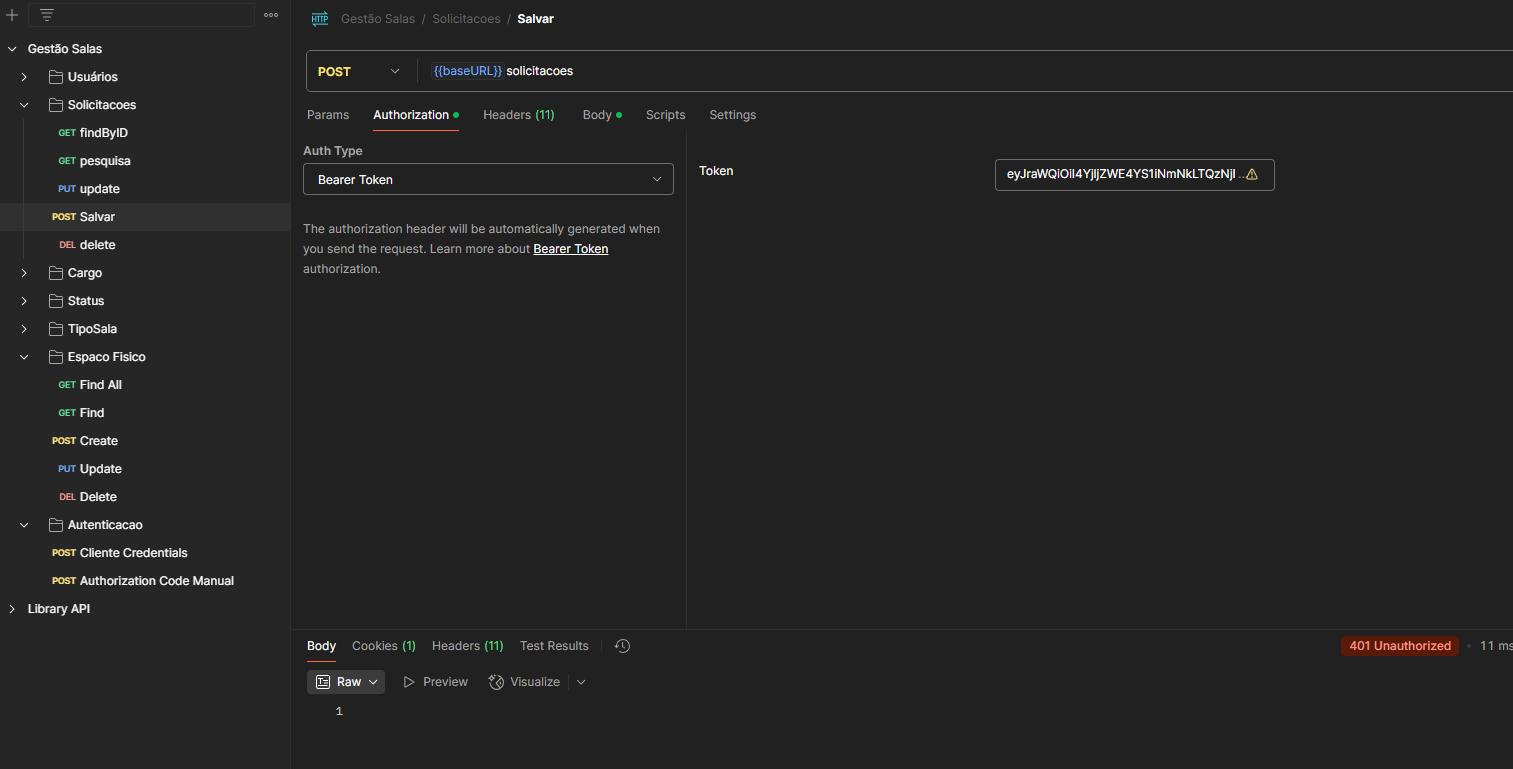 Gestão Salas / Solicitacoes / Salvar
Gestão Salas
Usuários
Solicitacoes
GET findByID
GET pesquisa
PUT update
POST Salvar
DEL delete
Cargo
Status
TipoSala
Espaco Fisico
GET Find All
GET Find
POST Create
PUT Update
DEL Delete
Autenticacao
POST Cliente Credentials
POST Authorization Code Manual
Library API
HTTP
POST {{baseURL}} solicitacoes
Params Authorization Headers (11) Body Scripts Settings
Auth Type
Bearer Token
The authorization header will be automatically generated when
you send the request. Learn more about Bearer Token
authorization.
Token
Body Cookies (1) Headers (11) Test Results
401 Unauthorized • 11 ms
Raw Preview Visualize
1